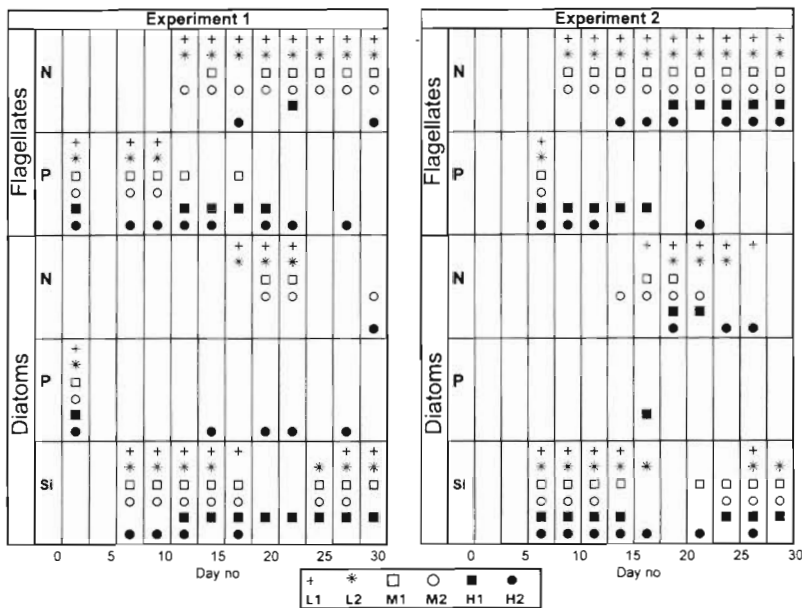 Experiment 1
Experiment 2
Flagellates
Diatoms
N
P
N
P
Si
Flagellates
Diatoms
N
P
N
P
Si
0 5 10 15 20 25 30
Day no
0 5 10 15 20 25 30
Day no
L1 L2 M1 M2 H1 H2